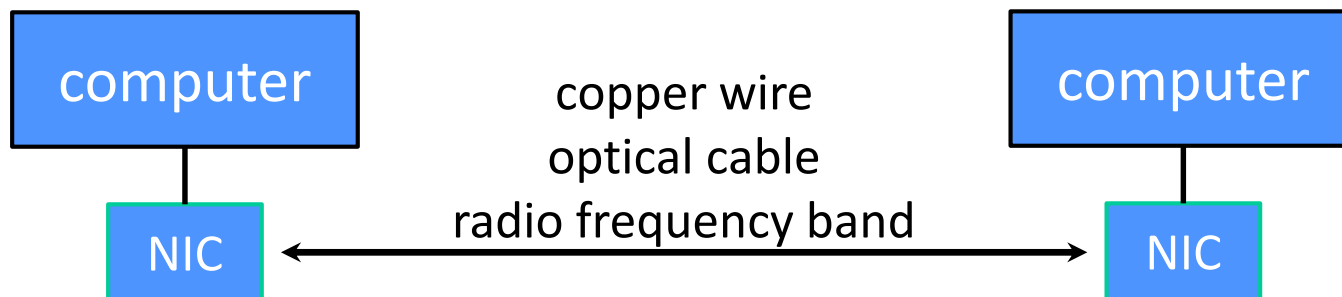 computer
copper wire
optical cable
radio frequency band
computer
NIC
NIC